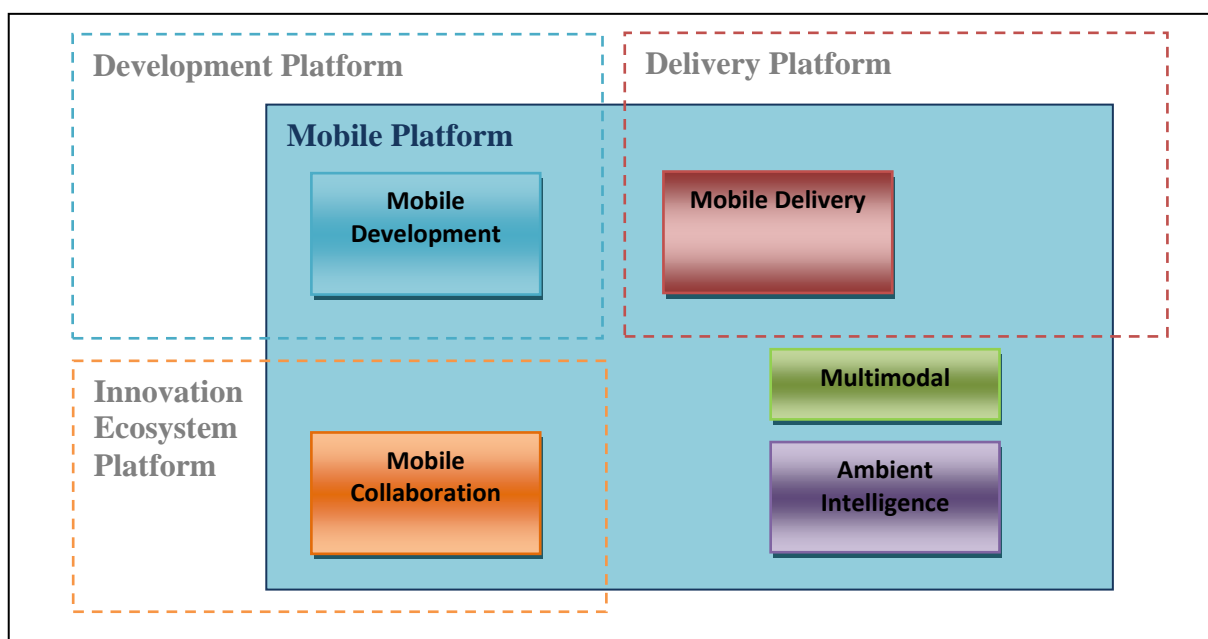 Development Platform
Delivery Platform
Mobile Platform
Mobile
Development
Mobile Delivery
Innovation
Ecosystem
Platform
Mobile
Collaboration
Multimodal
Ambient
Intelligence